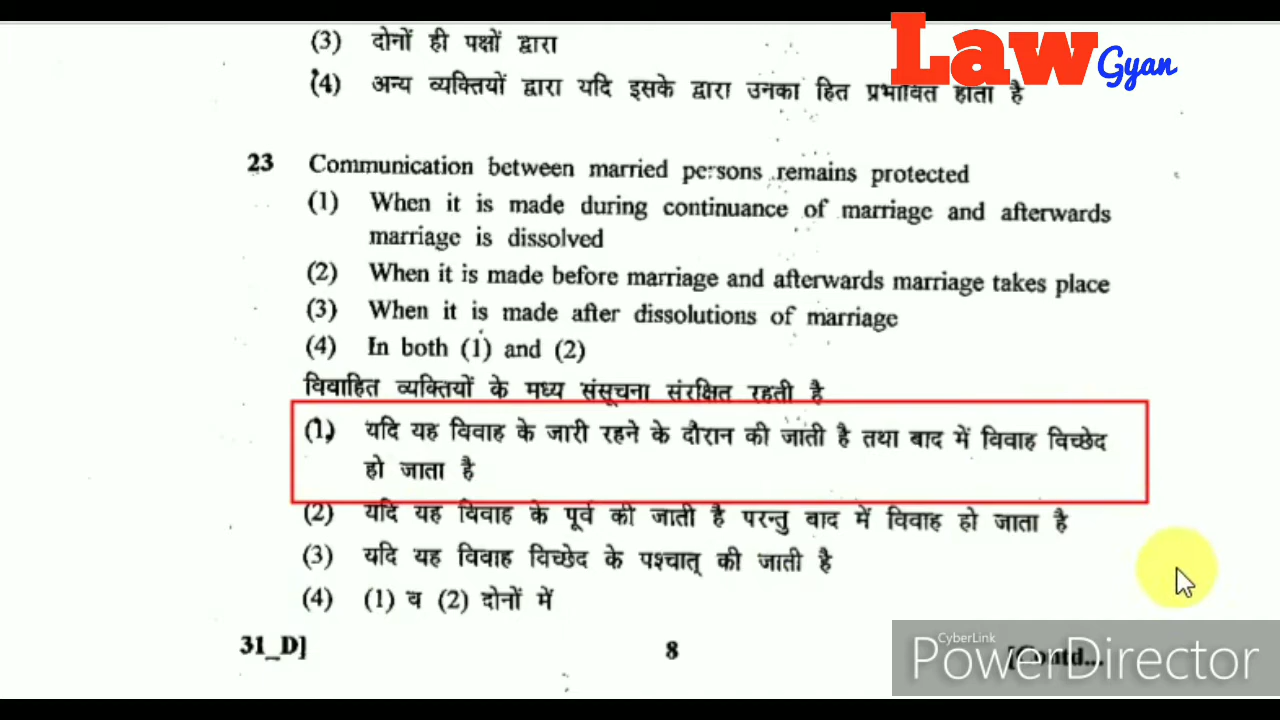 Law Gyan
(3) दोनों ही पक्षों द्वारा
(4) अन्य व्यक्तियों द्वारा यदि इसके द्वारा उनका हित प्रभावित होता है
23 Communication between married persons remains protected
(1) When it is made during continuance of marriage and afterwards
marriage is dissolved
(2) When it is made before marriage and afterwards marriage takes place
(3) When it is made after dissolutions of marriage
(4) In both (1) and (2)
विवाहित व्यक्तियों के मध्य संसूचना संरक्षित रहती है
(1) यदि यह विवाह के जारी रहने के दौरान की जाती है तथा बाद में विवाह विच्छेद
हो जाता है
(2) यदि यह विवाह के पूर्व की जाती है परन्तु बाद में विवाह हो जाता है
(3) यदि यह विवाह विच्छेद के पश्चात् की जाती है
(4) (1) व (2) दोनों में
31_D] 8 [Contd...
CyberLink
PowerDirector